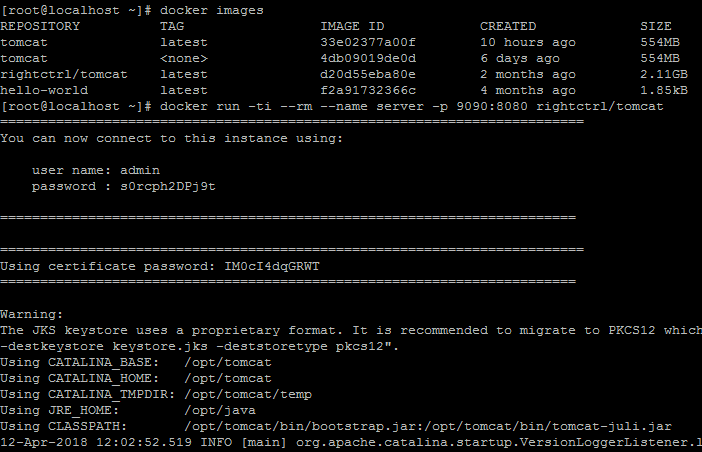 [root@localhost ~]# docker images
REPOSITORY          TAG                 IMAGE ID            CREATED             SIZE
tomcat              latest              33e02377a00f        10 hours ago        554MB
tomcat              <none>              4db09019de0d        6 days ago          554MB
rightctrl/tomcat    latest              d20d55eba80e        2 months ago        2.11GB
hello-world         latest              f2a91732366c        4 months ago        1.85kB
[root@localhost ~]# docker run -ti --rm --name server -p 9090:8080 rightctrl/tomcat
=========================================================================
You can now connect to this instance using:
    user name: admin
    password : s0rcph2DPj9t
========================================================================
=========================================================================
Using certificate password: IM0cI4dqGRWT
========================================================================
Warning:
The JKS keystore uses a proprietary format. It is recommended to migrate to PKCS12 which
-destkeystore keystore.jks -deststoretype pkcs12".
Using CATALINA_BASE:   /opt/tomcat
Using CATALINA_HOME:   /opt/tomcat
Using CATALINA_TMPDIR: /opt/tomcat/temp
Using JRE_HOME:        /opt/java
Using CLASSPATH:       /opt/tomcat/bin/bootstrap.jar:/opt/tomcat/bin/tomcat-juli.jar
12-Apr-2018 12:02:52.519 INFO [main] org.apache.catalina.startup.VersionLoggerListener.l